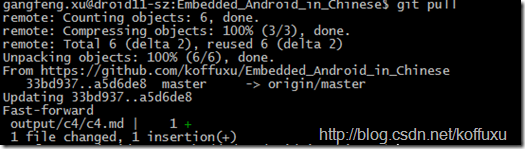 gangfeng.xu@droid11-sz:Embedded_Android_in_Chinese$ git pull
remote: Counting objects: 6, done.
remote: Compressing objects: 100% (3/3), done.
remote: Total 6 (delta 2), reused 6 (delta 2)
Unpacking objects: 100% (6/6), done.
From https://github.com/koffuxu/Embedded_Android_in_Chinese
33bd937..a5d6de8  master     -> origin/master
Updating 33bd937..a5d6de8
Fast-forward
output/c4/c4.md |    1 +
1 file changed, 1 insertion(+)
http://blog.csdn.net/koffuxu